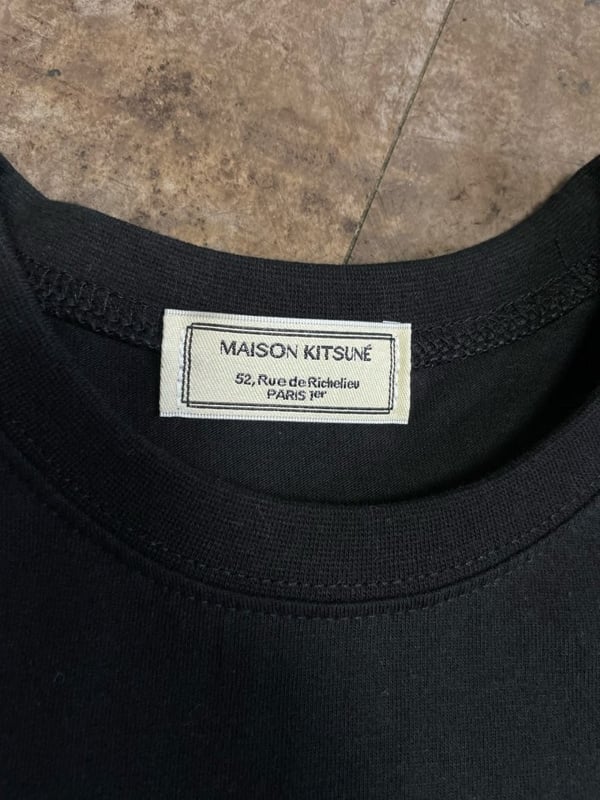 MAISON KITSUNÉ
52, Rue de Richelieu
PARIS 1er